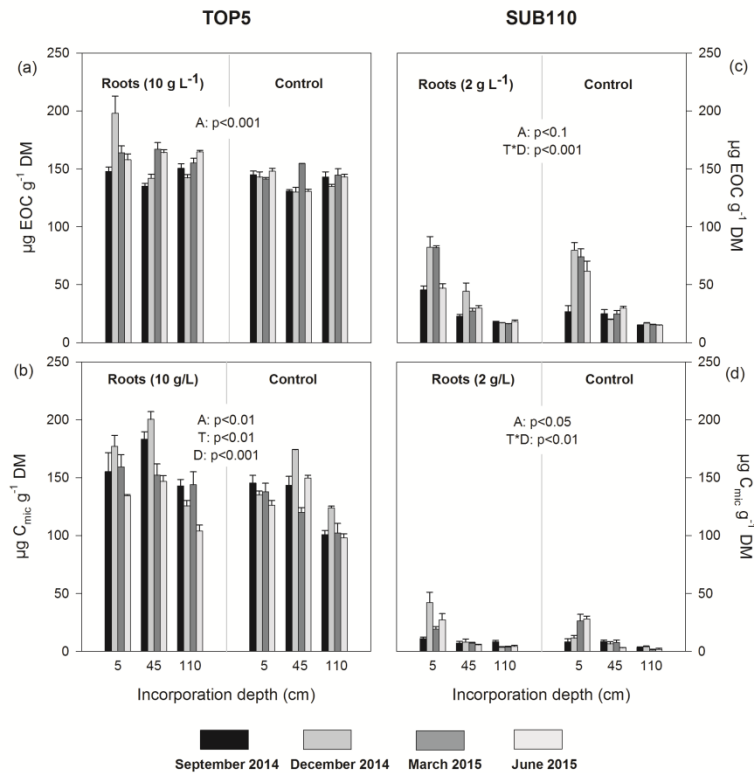 TOP5 SUB110
(a) (c)
Roots (10 g L⁻¹) Control Roots (2 g L⁻¹) Control
A: p<0.001
A: p<0.1
T*D: p<0.001
µg EOC g⁻¹ DM
250
200
150
100
50
0
250
200
150
100
50
0
µg EOC g⁻¹ DM
(b) (d)
Roots (10 g/L) Control Roots (2 g/L) Control
A: p<0.01
T: p<0.01
D: p<0.001
A: p<0.05
T*D: p<0.01
µg Cmic g⁻¹ DM
250
200
150
100
50
0
250
200
150
100
50
0
µg Cmic g⁻¹ DM
5 45 110 5 45 110 5 45 110 5 45 110
Incorporation depth (cm) Incorporation depth (cm)
September 2014 December 2014 March 2015 June 2015